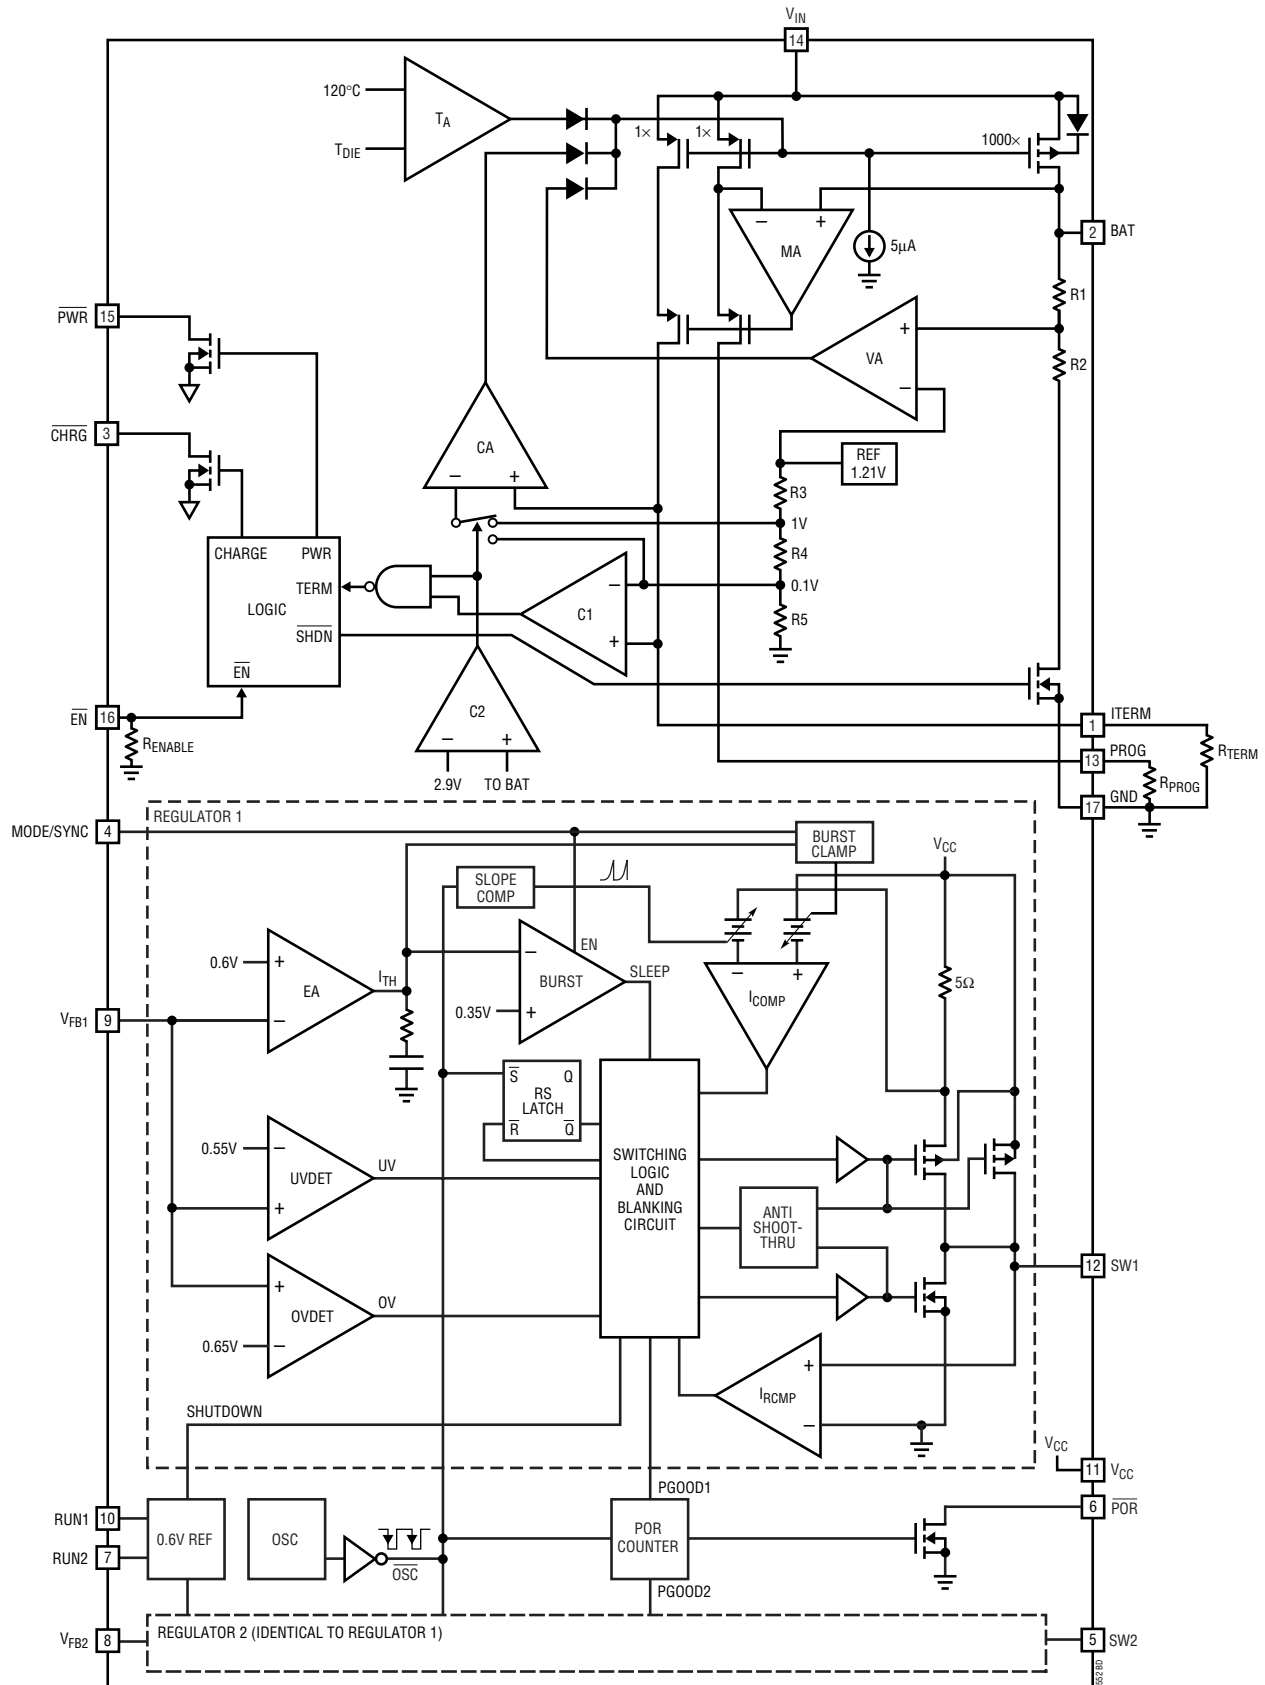 VIN
14
120°C
TA
TDIE
1×
1×
1000×
–
+
MA
5µA
2
BAT
PWR
15
R1
+
VA
–
R2
CHRG
3
CA
–
+
REF
1.21V
R3
1V
R4
0.1V
R5
CHARGE
PWR
TERM
LOGIC
SHDN
EN
–
C1
+
EN
16
RENABLE
C2
–
+
2.9V
TO BAT
1
ITERM
13
PROG
RTERM
RPROG
17
GND
REGULATOR 1
MODE/SYNC
4
BURST
CLAMP
VCC
SLOPE
COMP
0.6V
+
EA
–
ITH
–
EN
BURST
+
0.35V
SLEEP
–
+
ICOMP
5Ω
VFB1
9
S
Q
RS
LATCH
R
Q
0.55V
–
UVDET
+
UV
SWITCHING
LOGIC
AND
BLANKING
CIRCUIT
ANTI
SHOOT-
THRU
12
SW1
+
OVDET
–
0.65V
OV
+
IRCMP
–
SHUTDOWN
VCC
11
VCC
PGOOD1
6
POR
RUN1
10
RUN2
7
0.6V REF
OSC
OSC
POR
COUNTER
PGOOD2
VFB2
8
REGULATOR 2 (IDENTICAL TO REGULATOR 1)
5
SW2
552 BD